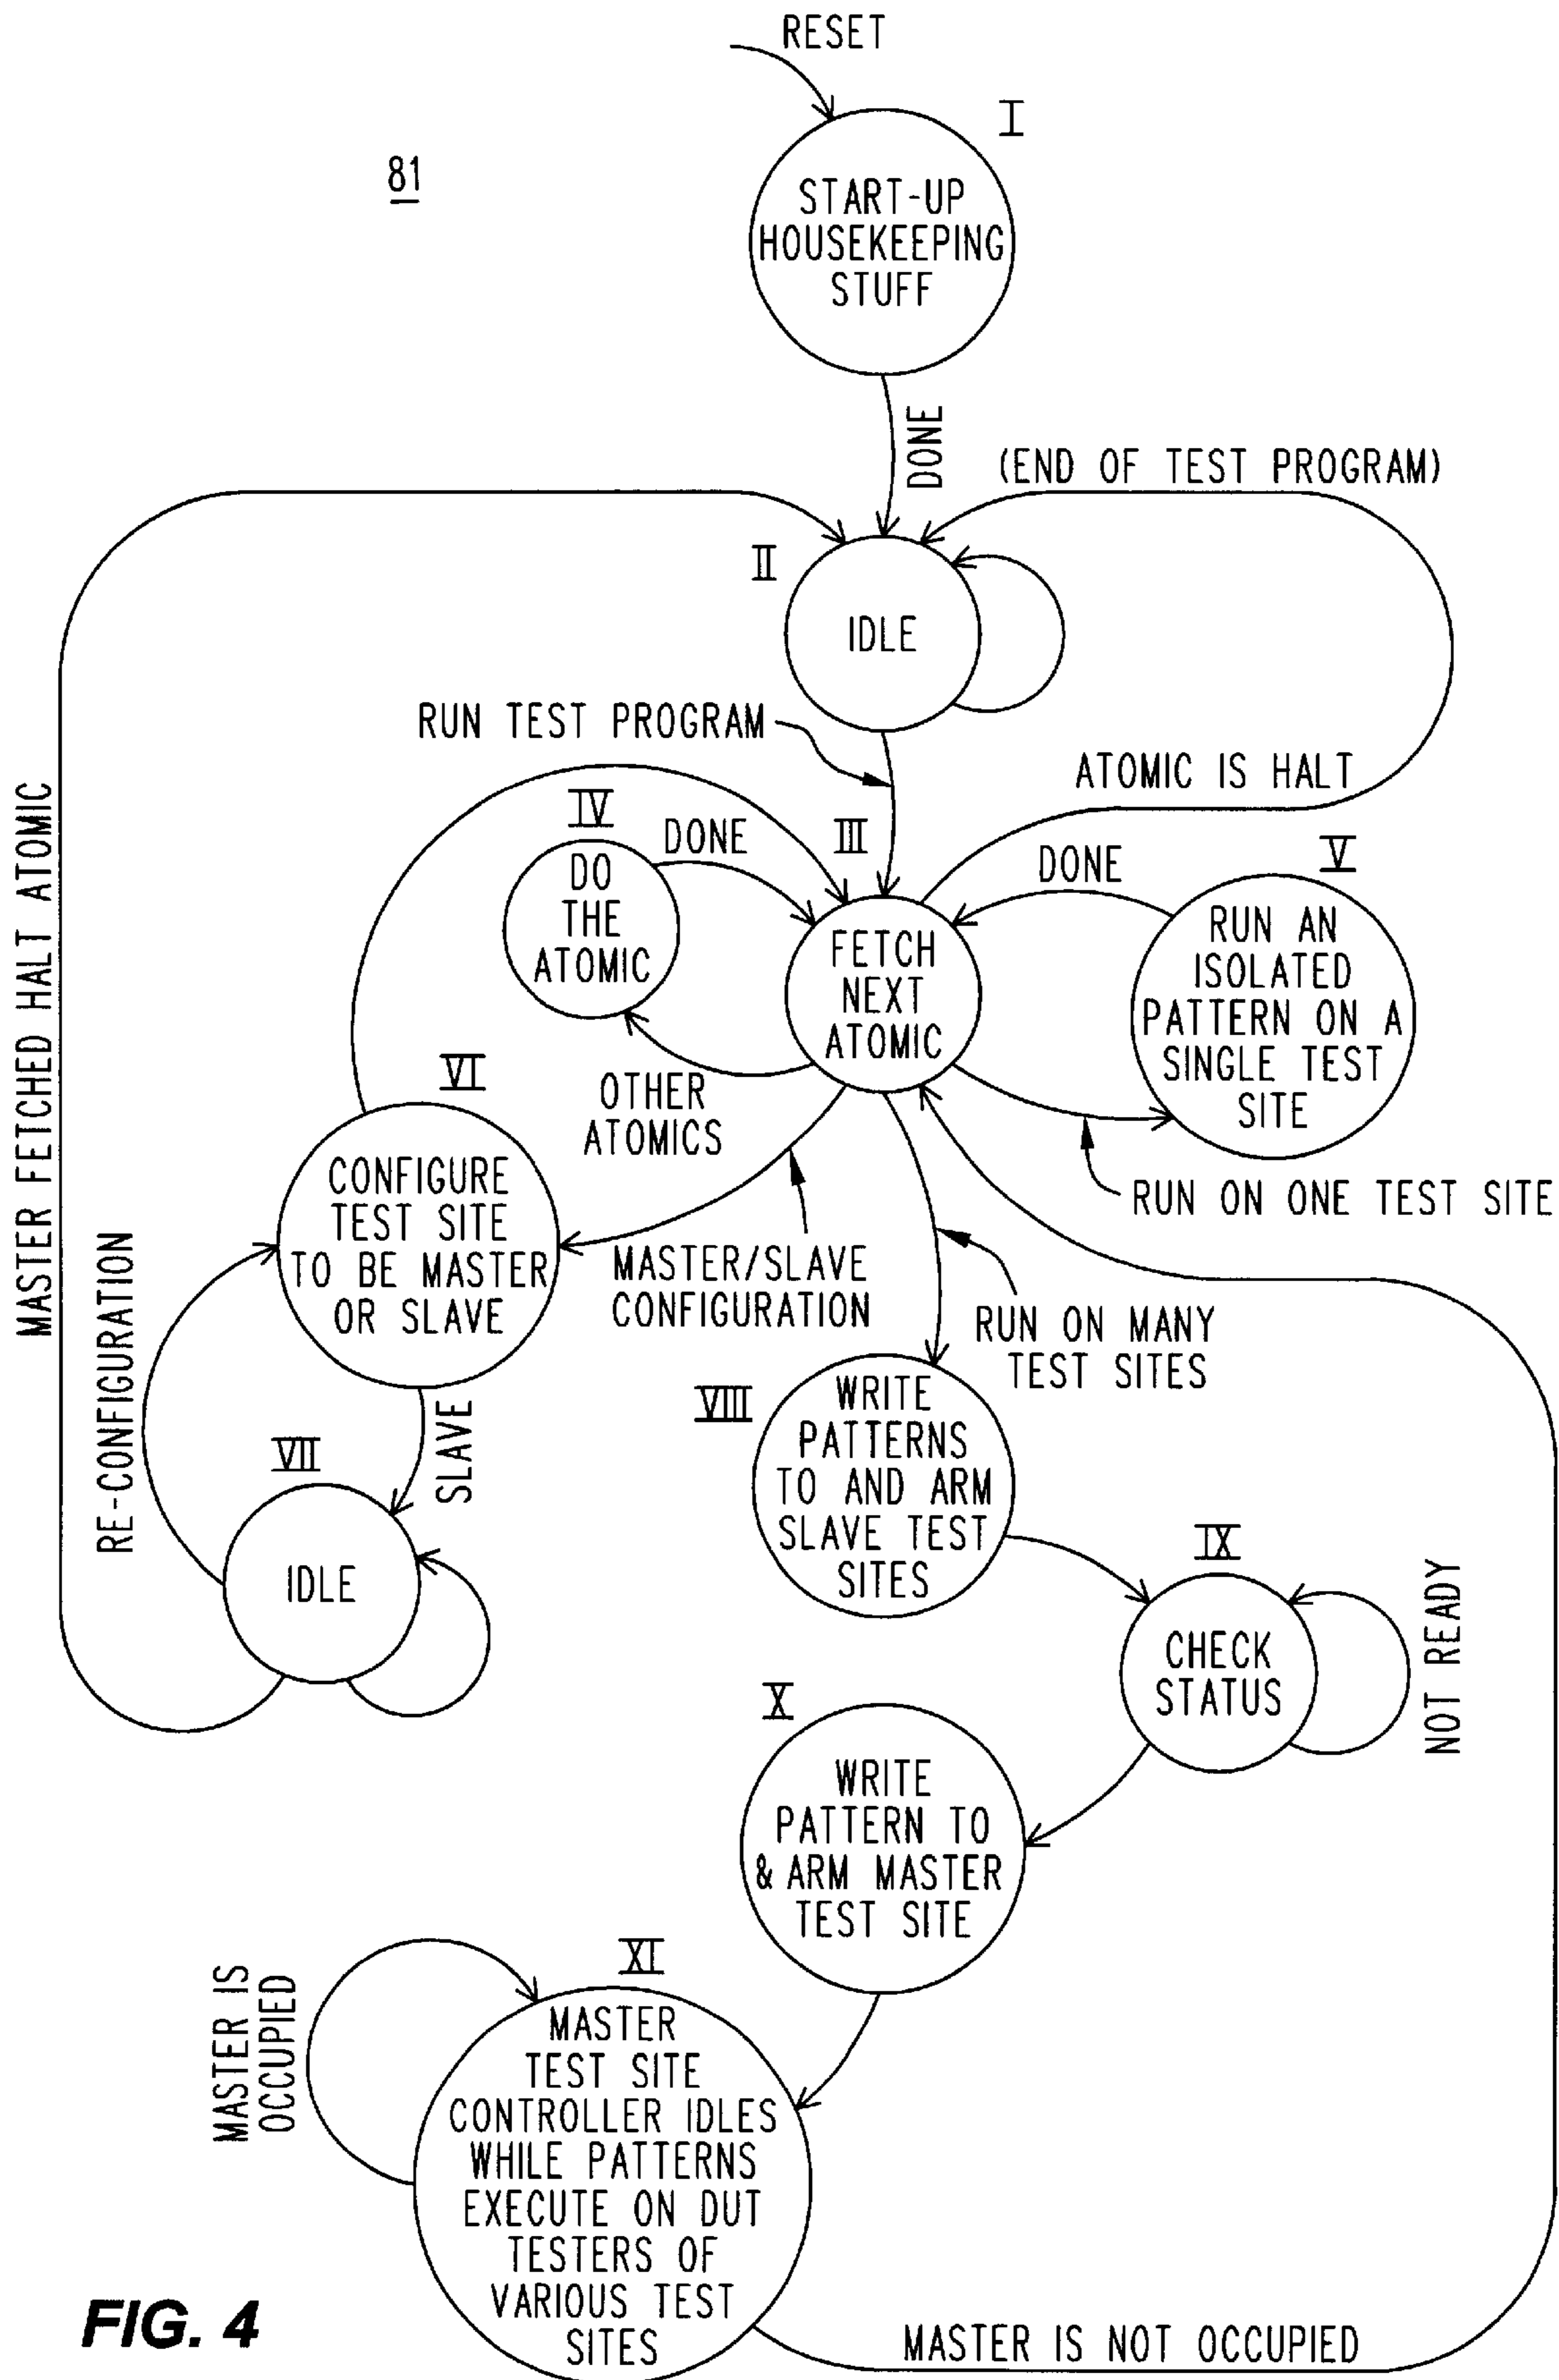 RESET
I
81
START-UP
HOUSEKEEPING
STUFF
DONE
(END OF TEST PROGRAM)
II
IDLE
RUN TEST PROGRAM
ATOMIC IS HALT
MASTER FETCHED HALT ATOMIC
IV
DONE
III
DONE
V
DO
THE
ATOMIC
FETCH
NEXT
ATOMIC
RUN AN
ISOLATED
PATTERN ON A
SINGLE TEST
SITE
VI
OTHER
ATOMICS
RUN ON ONE TEST SITE
CONFIGURE
TEST SITE
TO BE MASTER
OR SLAVE
MASTER/SLAVE
CONFIGURATION
RUN ON MANY
TEST SITES
RE-CONFIGURATION
SLAVE
VII
IDLE
VIII
WRITE
PATTERNS
TO AND ARM
SLAVE TEST
SITES
IX
CHECK
STATUS
NOT READY
X
WRITE
PATTERN TO
& ARM MASTER
TEST SITE
XI
MASTER IS
OCCUPIED
MASTER
TEST SITE
CONTROLLER IDLES
WHILE PATTERNS
EXECUTE ON DUT
TESTERS OF
VARIOUS TEST
SITES
MASTER IS NOT OCCUPIED
FIG. 4